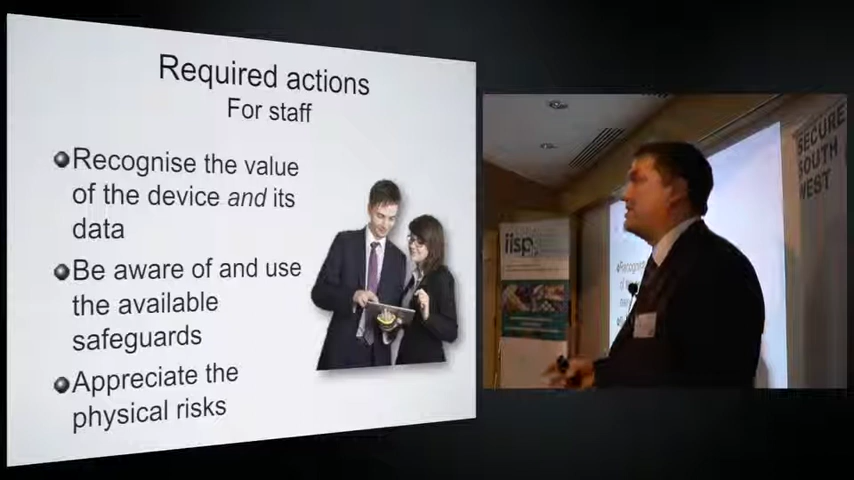 Required actions
For staff
Recognise the value
of the device and its
data
Be aware of and use
the available
safeguards
Appreciate the
physical risks
iisp
SECURE
SOUTH
WEST